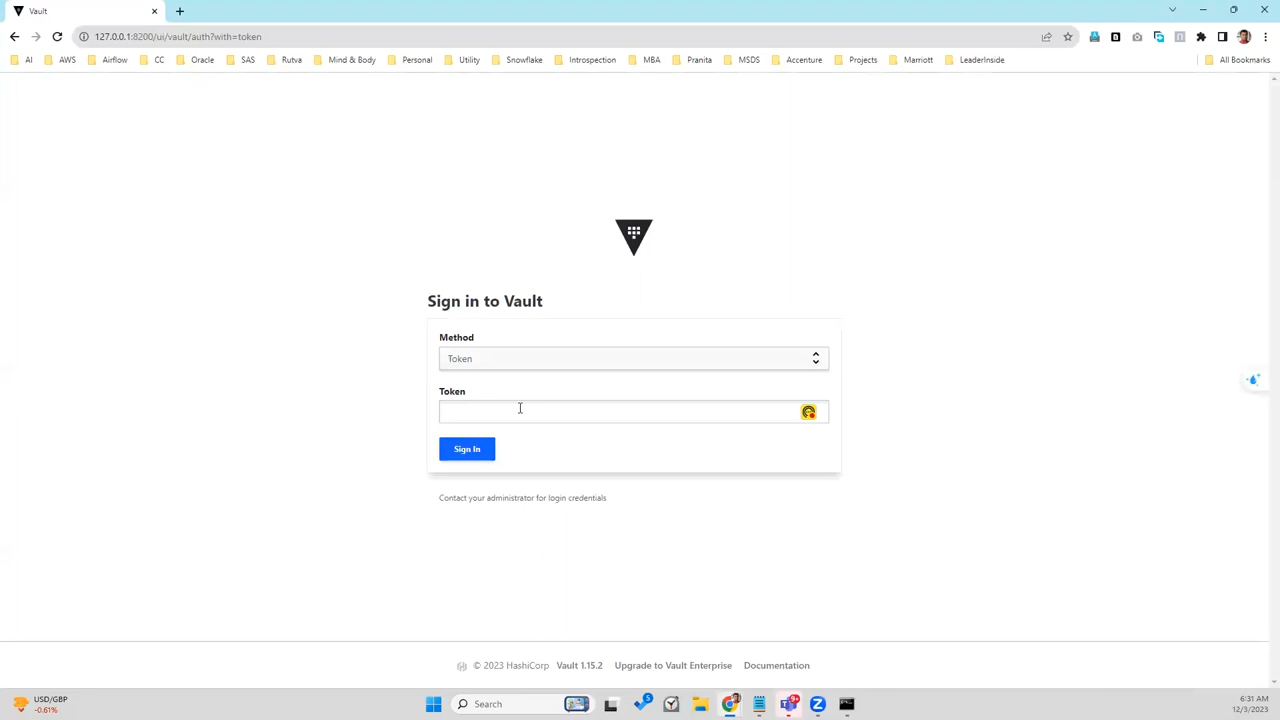 Vault
127.0.0.1:8200/ui/vault/auth?with=token
AI AWS Airflow CC Oracle SAS Rutva Mind & Body Personal Utility Snowflake Introspection MBA Pranita MSDS Accenture Projects Marriott LeaderInside All Bookmarks
Sign in to Vault
Method
Token
Token
Sign In
Contact your administrator for login credentials
© 2023 HashiCorp Vault 1.15.2 Upgrade to Vault Enterprise Documentation
USD/GBP
-0.61%
Search
5
9+
6:31 AM
12/3/2023